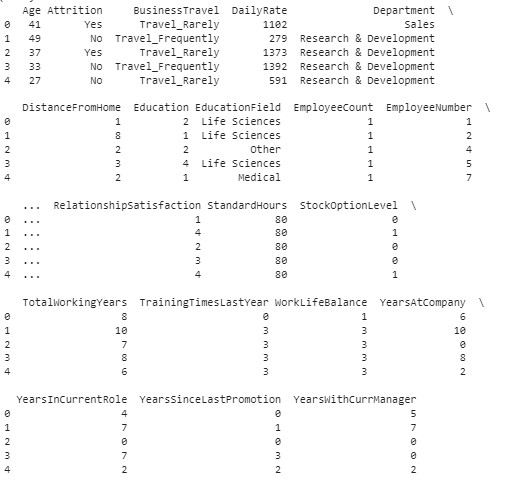 Age Attrition BusinessTravel DailyRate Department \
0 41 Yes Travel_Rarely 1102 Sales
1 49 No Travel_Frequently 279 Research & Development
2 37 Yes Travel_Rarely 1373 Research & Development
3 33 No Travel_Frequently 1392 Research & Development
4 27 No Travel_Rarely 591 Research & Development
DistanceFromHome Education EducationField EmployeeCount EmployeeNumber \
0 1 2 Life Sciences 1 1
1 8 1 Life Sciences 1 2
2 2 2 Other 1 4
3 3 4 Life Sciences 1 5
4 2 1 Medical 1 7
... RelationshipSatisfaction StandardHours StockOptionLevel \
0 ... 1 80 0
1 ... 4 80 1
2 ... 2 80 0
3 ... 3 80 0
4 ... 4 80 1
TotalWorkingYears TrainingTimesLastYear WorkLifeBalance YearsAtCompany \
0 8 0 1 6
1 10 3 3 10
2 7 3 3 0
3 8 3 3 8
4 6 3 3 2
YearsInCurrentRole YearsSinceLastPromotion YearsWithCurrManager
0 4 0 5
1 7 1 7
2 0 0 0
3 7 3 0
4 2 2 2